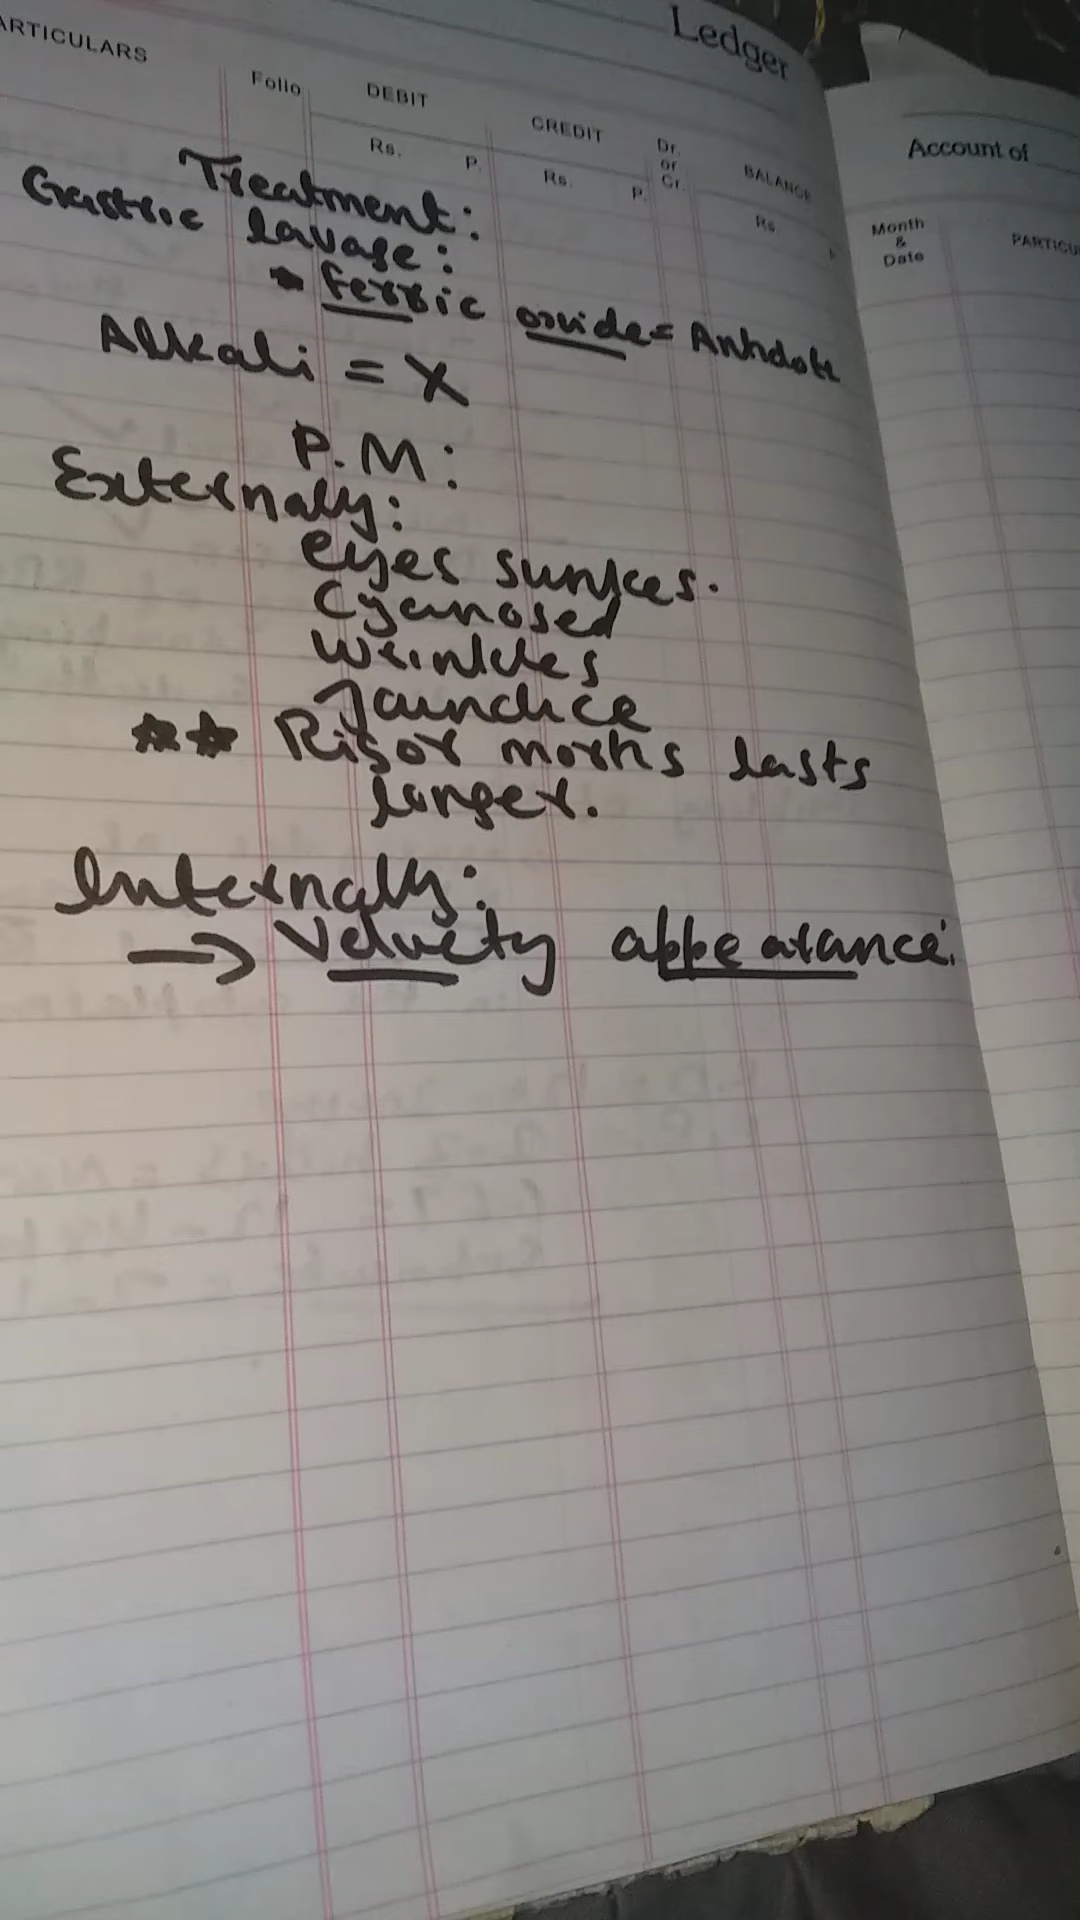 Ledger
ARTICULARS
Folio
DEBIT
CREDIT
Dr. or Cr.
BALANCE
Rs. P.
Rs. P.
Rs.
Account of
Month & Date
PARTICU
Treatment:
Gastric lavage:
Ferric oxide = Antidote
Alkali = X
P.M:
Externally:
eyes sunkes.
Cyanosed
Wrinkles
Jaundice
Rigor mortis lasts
longer.
Internally:
→ Velvety appearance.